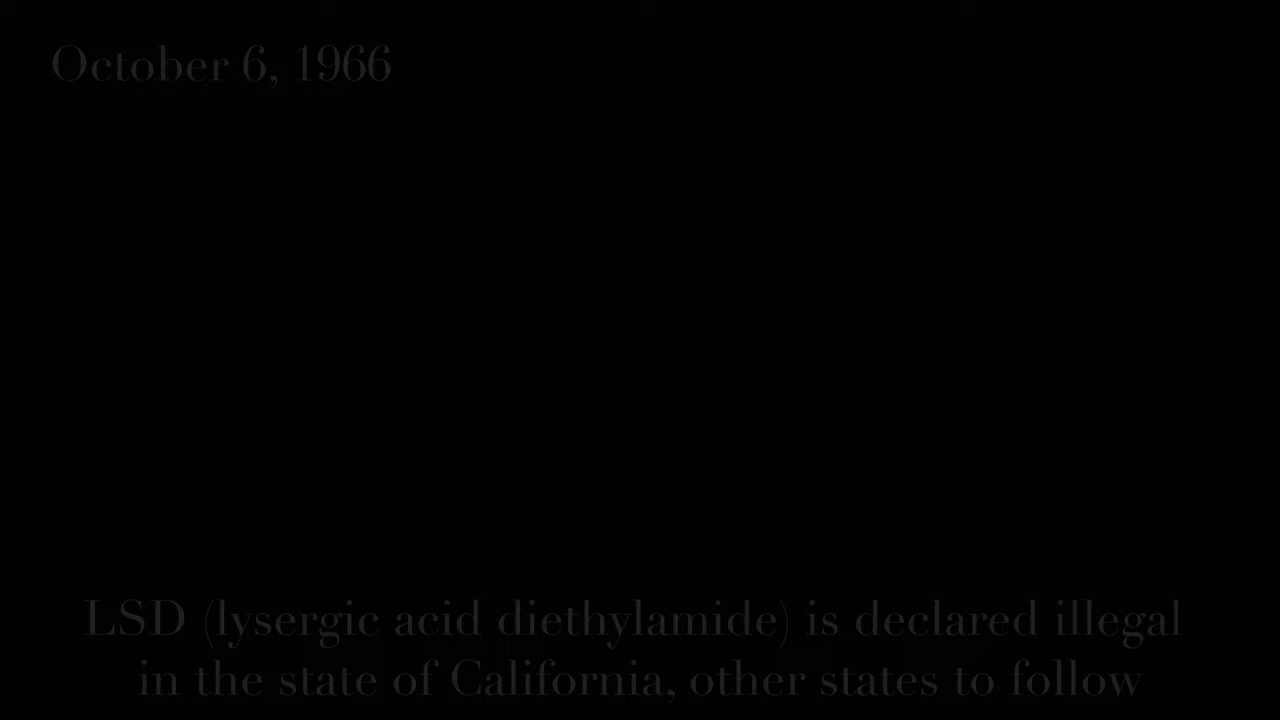 October 6, 1966
LSD (lysergic acid diethylamide) is declared illegal
in the state of California, other states to follow